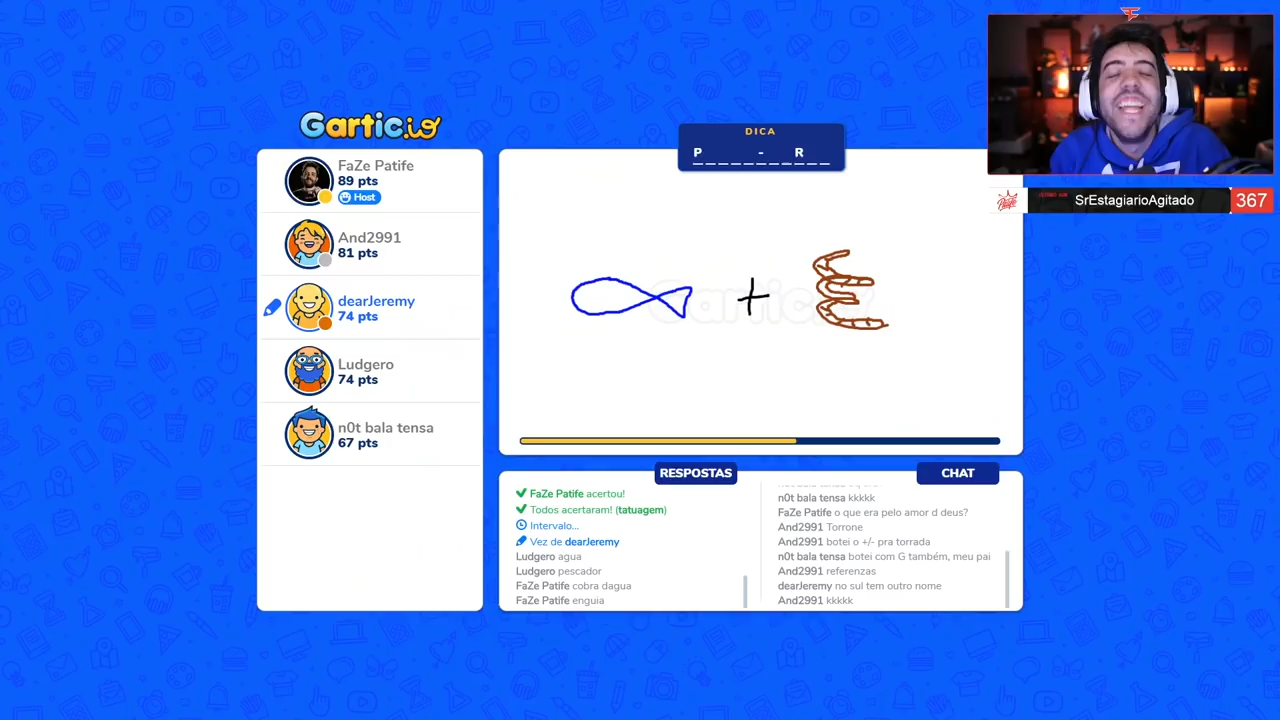 Gartic.io
FaZe Patife
89 pts
Host
And2991
81 pts
dearJeremy
74 pts
Ludgero
74 pts
n0t bala tensa
67 pts
DICA
P - R
+
Gartic
RESPOSTAS
FaZe Patife acertou!
Todos acertaram! (tatuagem)
Intervalo...
Vez de dearJeremy
Ludgero agua
Ludgero pescador
FaZe Patife cobra dagua
FaZe Patife enguia
CHAT
n0t bala tensa kkkkk
FaZe Patife o que era pelo amor d deus?
And2991 Torrone
And2991 botei o +/- pra torrada
n0t bala tensa botei com G também, meu pai
And2991 referenzas
dearJeremy no sul tem outro nome
And2991 kkkkk
Patife
SrEstagiarioAgitado
367